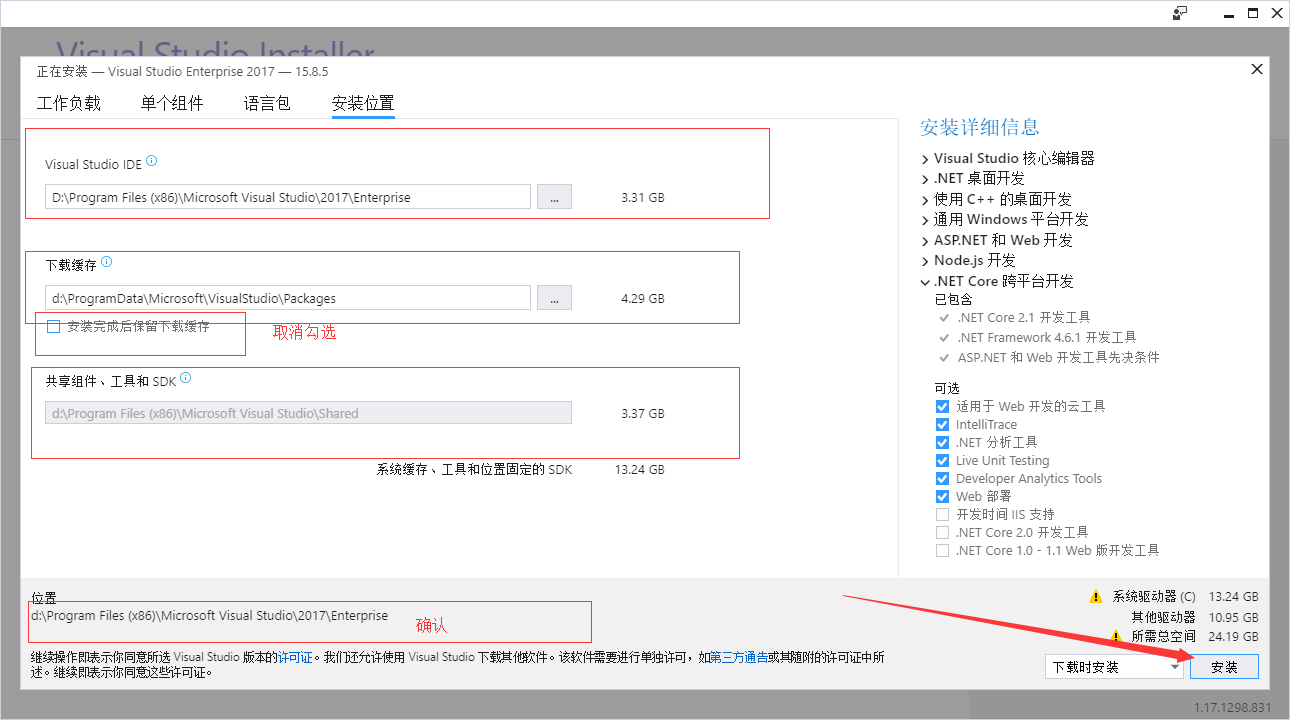 Visual Studio Installer
正在安装 — Visual Studio Enterprise 2017 — 15.8.5
工作负载 单个组件 语言包 安装位置
Visual Studio IDE
D:\Program Files (x86)\Microsoft Visual Studio\2017\Enterprise ... 3.31 GB
下载缓存
d:\ProgramData\Microsoft\VisualStudio\Packages ... 4.29 GB
安装完成后保留下载缓存 取消勾选
共享组件、工具和 SDK
d:\Program Files (x86)\Microsoft Visual Studio\Shared 3.37 GB
系统缓存、工具和位置固定的 SDK 13.24 GB
安装详细信息
Visual Studio 核心编辑器
.NET 桌面开发
使用 C++ 的桌面开发
通用 Windows 平台开发
ASP.NET 和 Web 开发
Node.js 开发
.NET Core 跨平台开发
已包含
.NET Core 2.1 开发工具
.NET Framework 4.6.1 开发工具
ASP.NET 和 Web 开发工具先决条件
可选
适用于 Web 开发的云工具
IntelliTrace
.NET 分析工具
Live Unit Testing
Developer Analytics Tools
Web 部署
开发时间 IIS 支持
.NET Core 2.0 开发工具
.NET Core 1.0 - 1.1 Web 版开发工具
位置
d:\Program Files (x86)\Microsoft Visual Studio\2017\Enterprise 确认
继续操作即表示你同意所选 Visual Studio 版本的许可证。我们还允许使用 Visual Studio 下载其他软件。该软件需要进行单独许可，如第三方通告或其随附的许可证中所
述。继续即表示你同意这些许可证。
系统驱动器 (C) 13.24 GB
其他驱动器 10.95 GB
所需总空间 24.19 GB
下载时安装 安装
1.17.1298.831